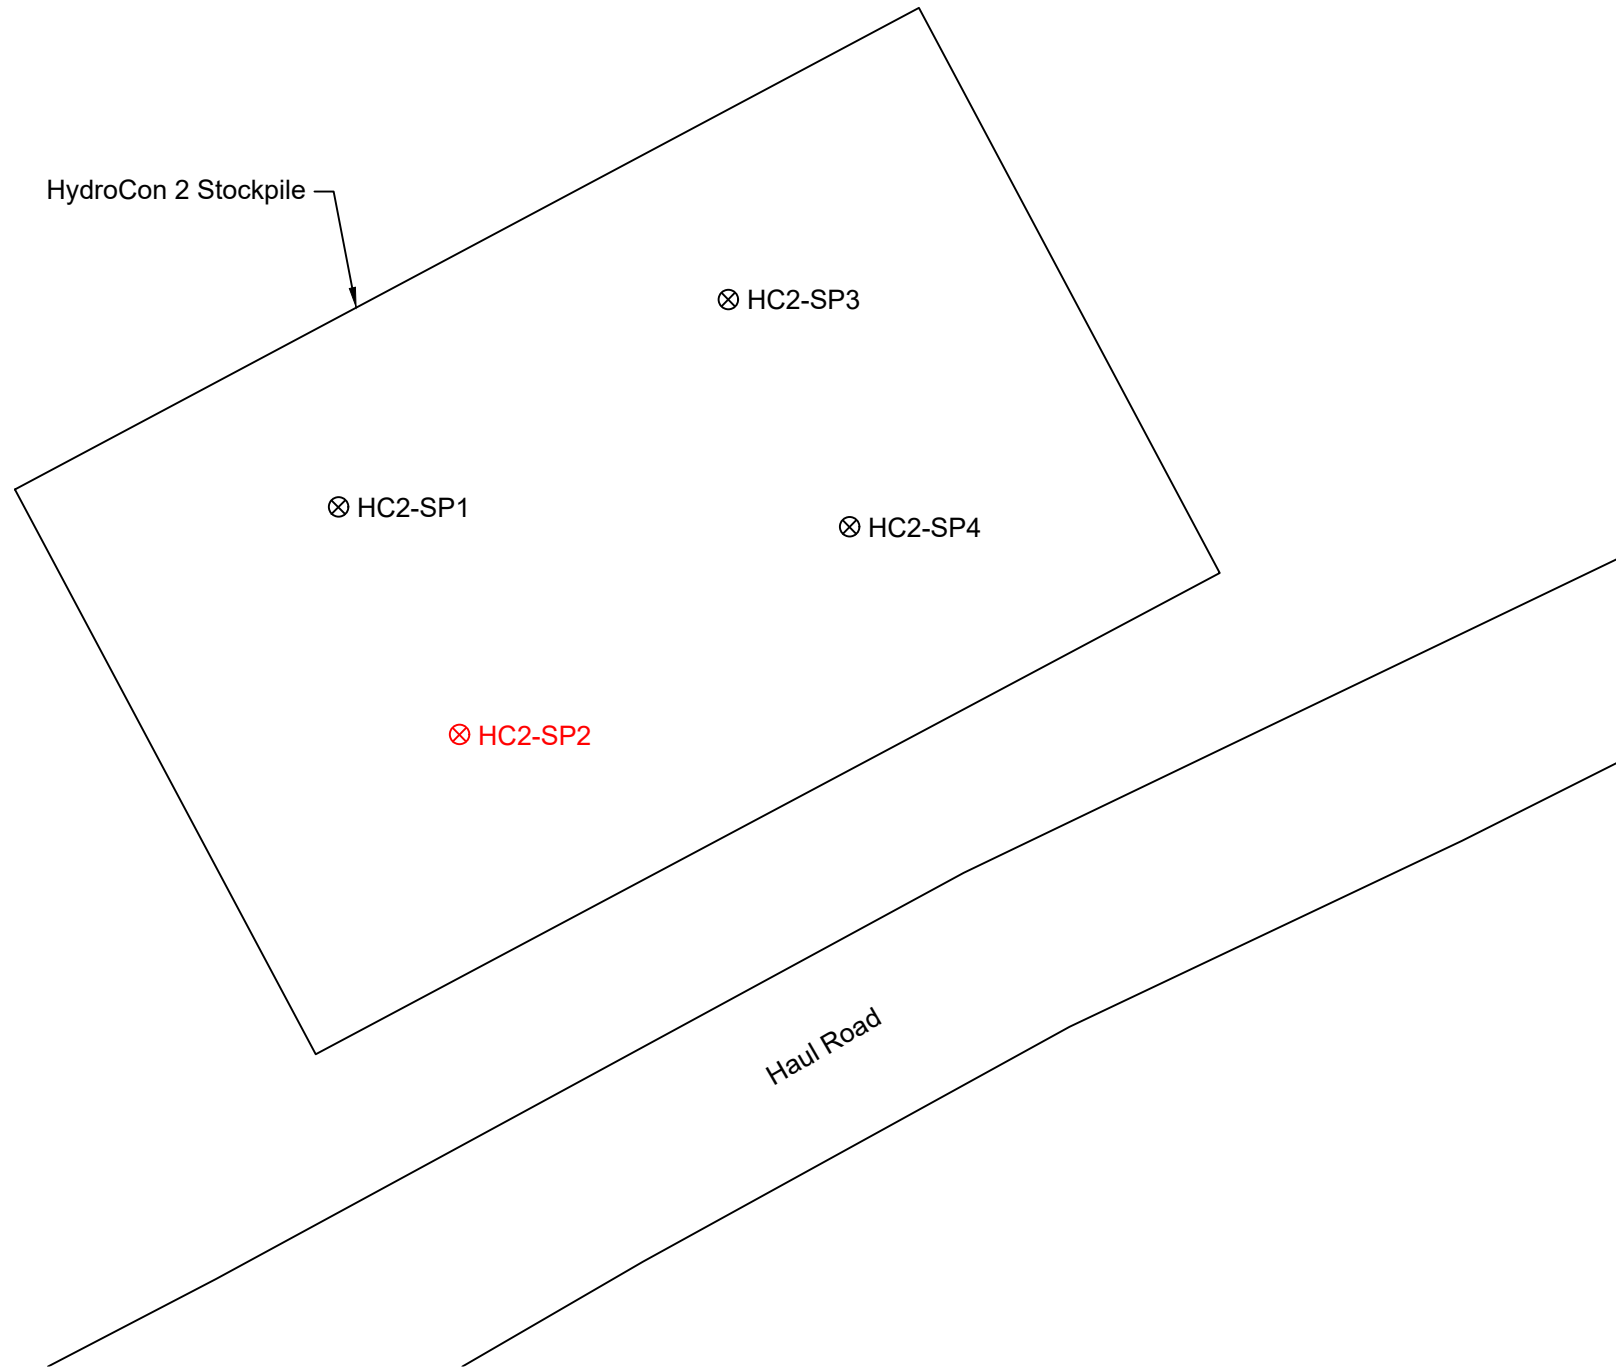 HydroCon 2 Stockpile
HC2-SP3
HC2-SP1
HC2-SP4
HC2-SP2
Haul Road